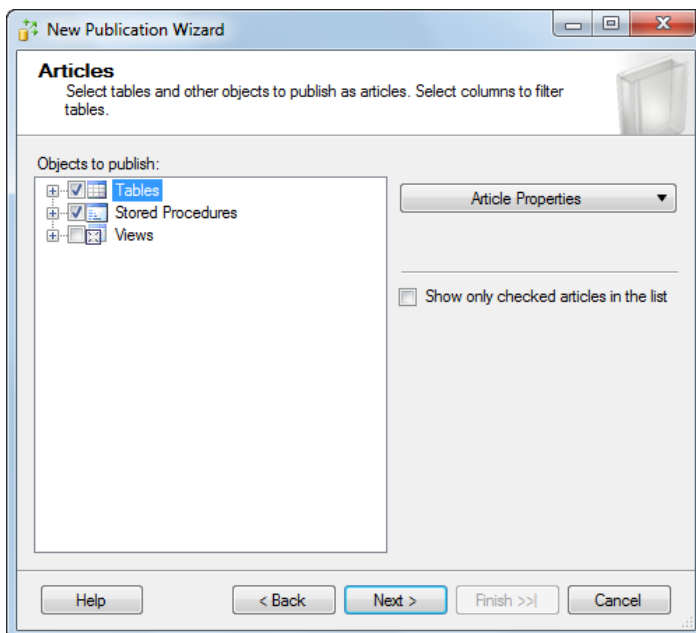 New Publication Wizard
Articles
Select tables and other objects to publish as articles. Select columns to filter
tables.
Objects to publish:
Tables
Stored Procedures
Views
Article Properties
Show only checked articles in the list
Help
< Back
Next >
Finish >>|
Cancel